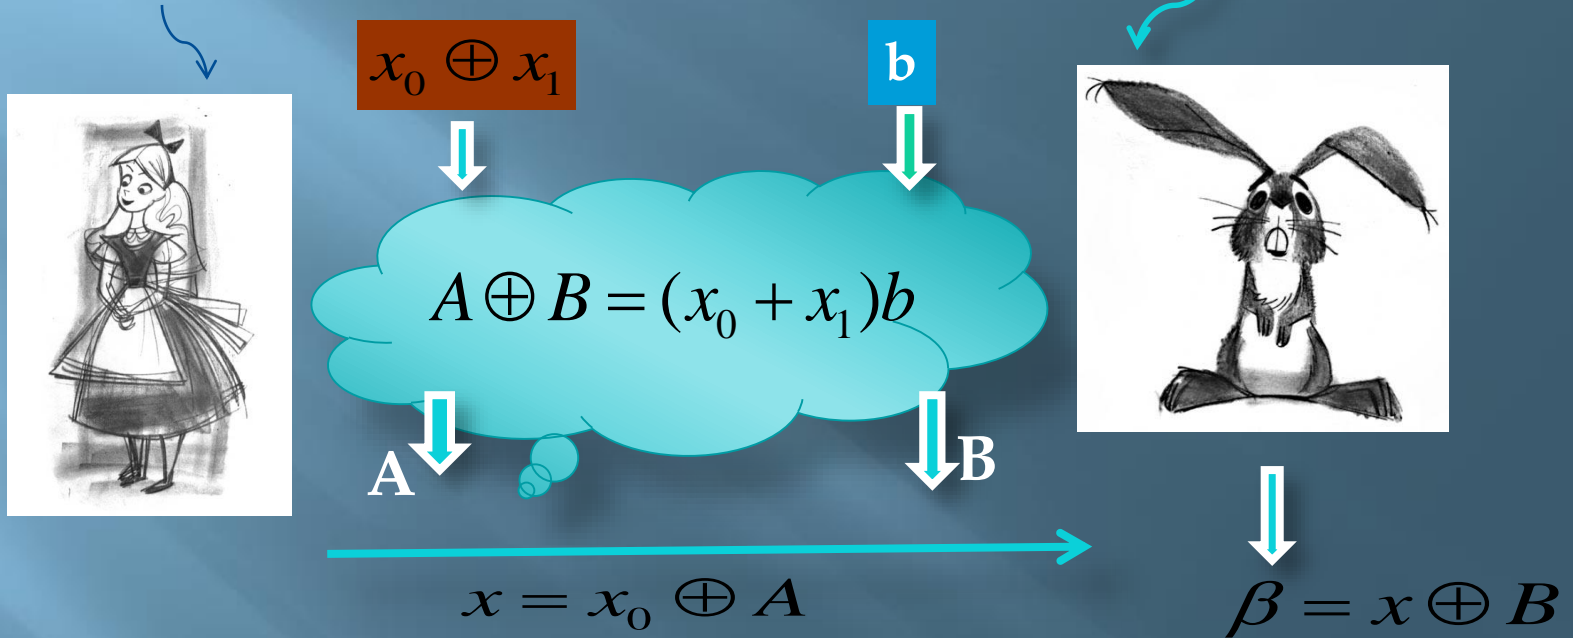 x₀ ⊕ x₁
b
A ⊕ B = (x₀ + x₁)b
A
B
x = x₀ ⊕ A
β = x ⊕ B